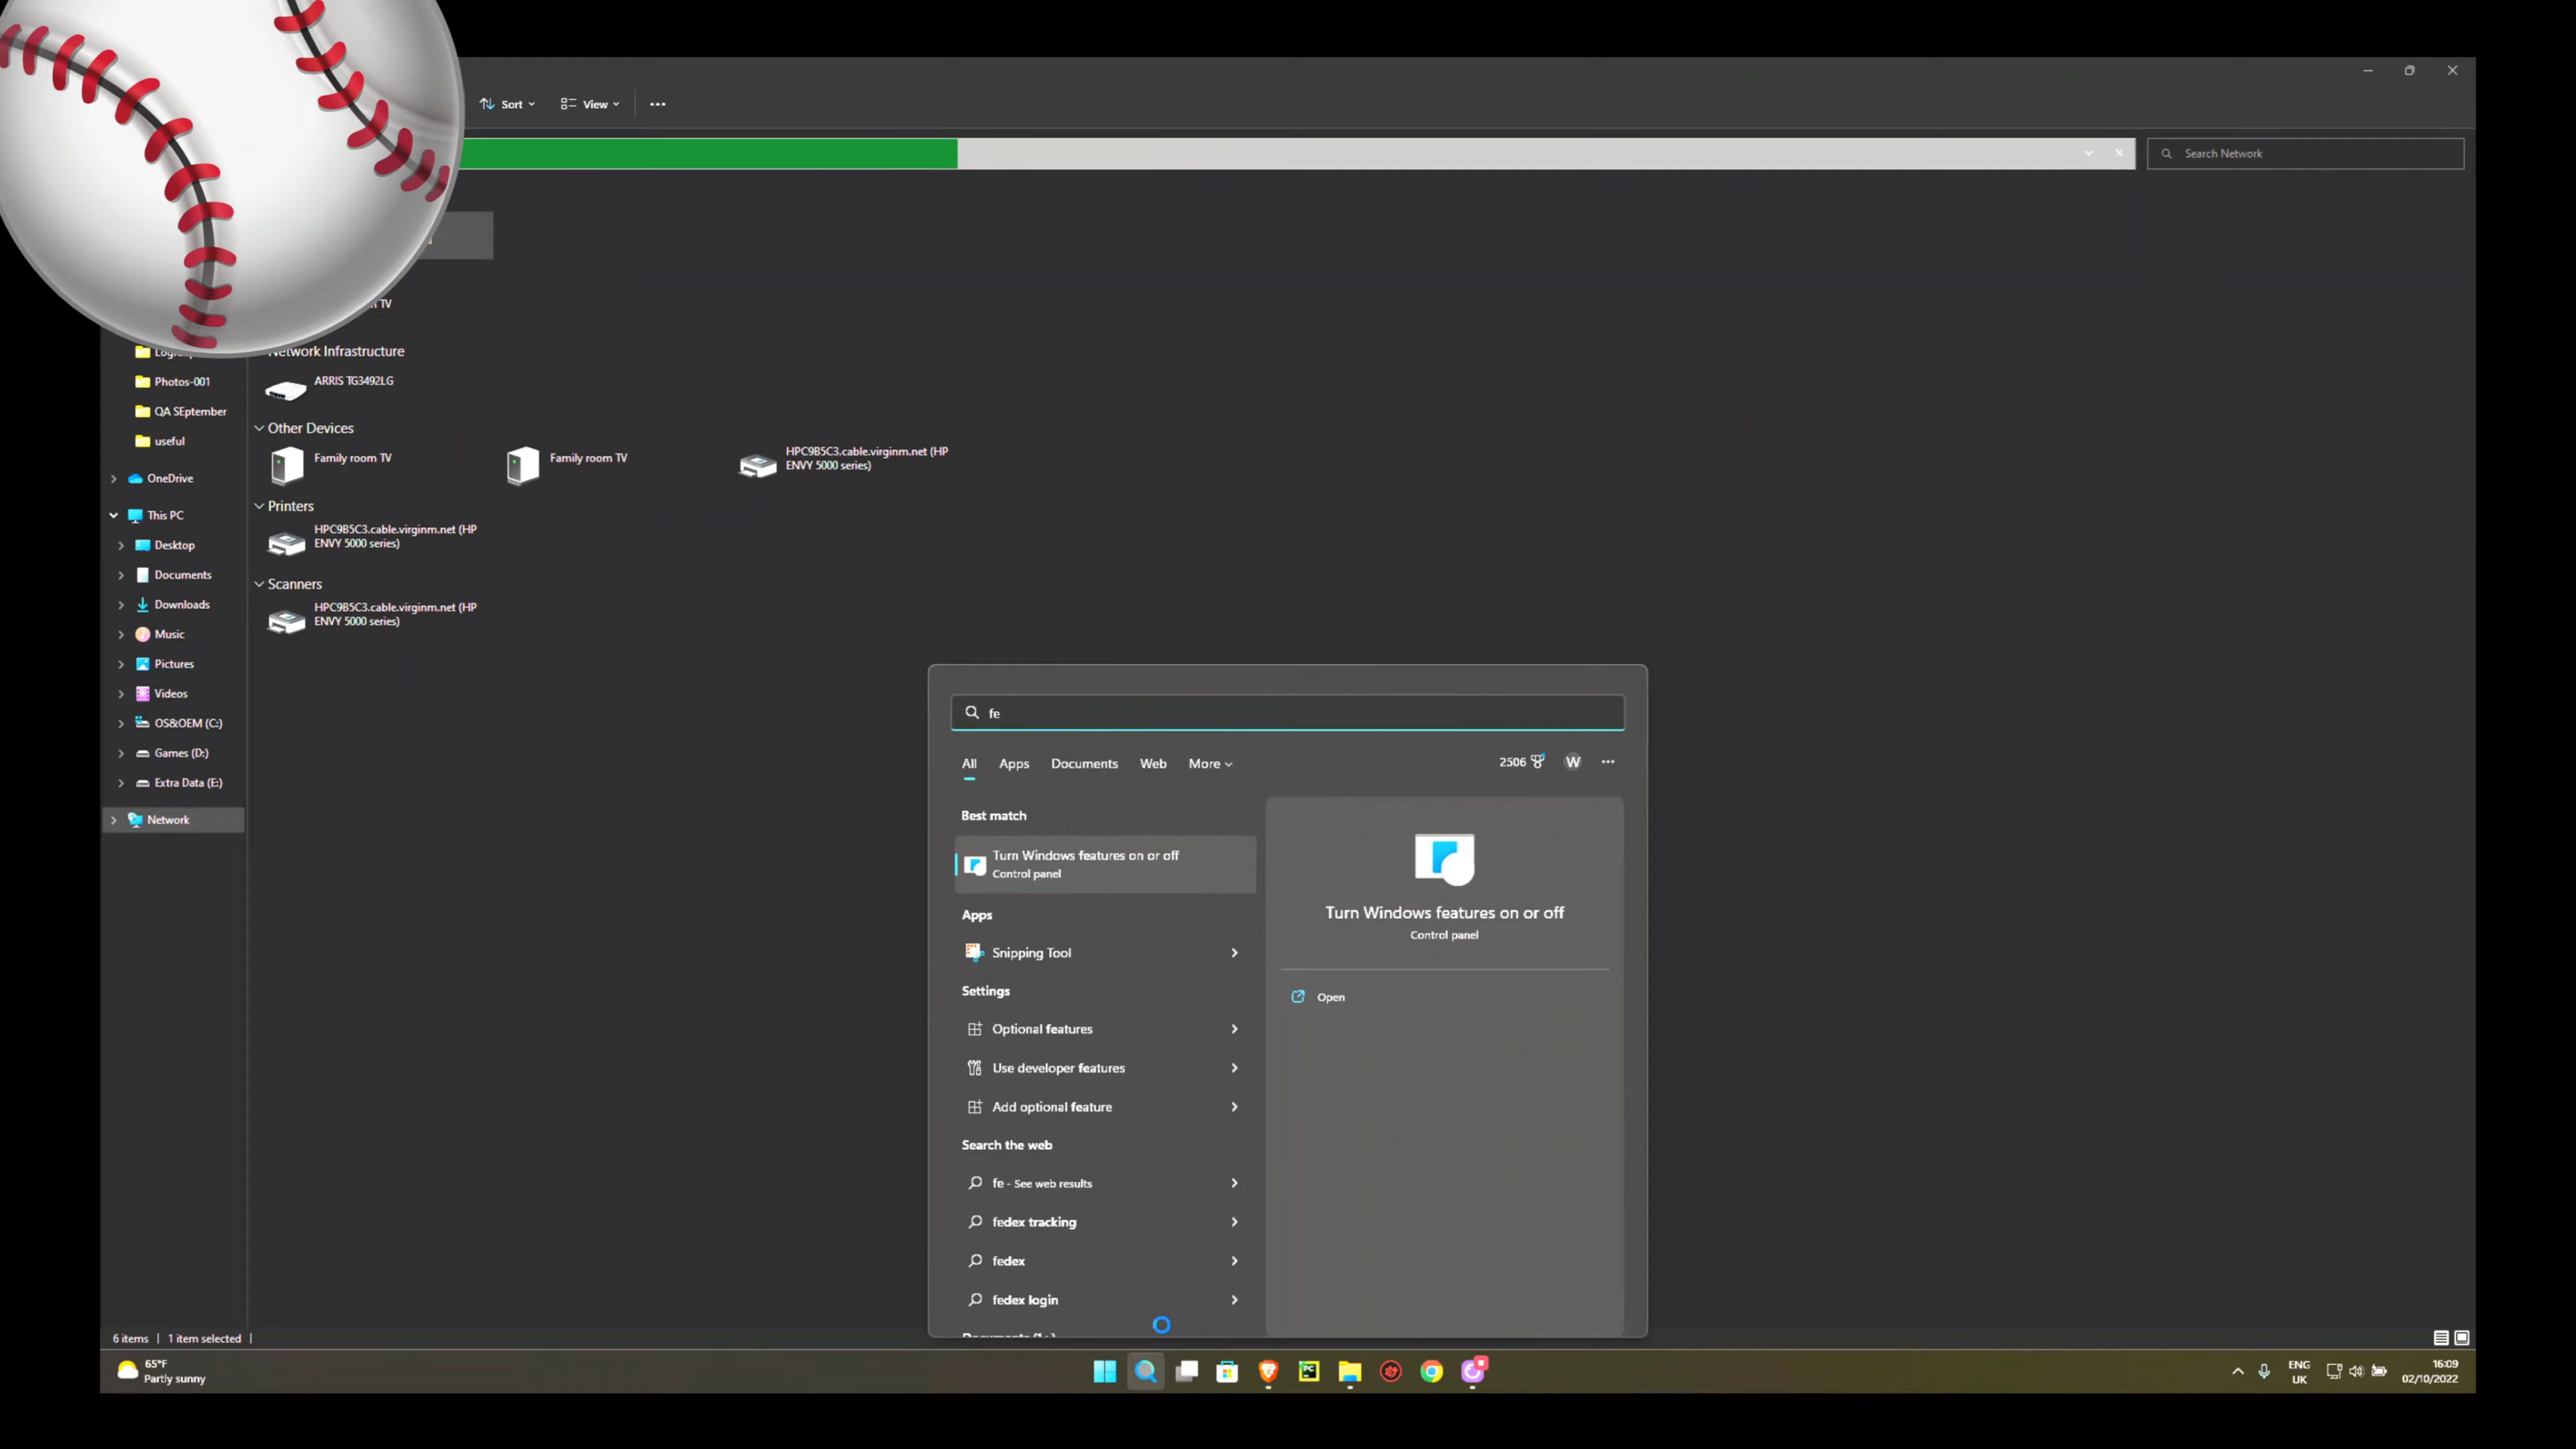 Sort
View
Search Network
TV
Network Infrastructure
Photos-001
ARRIS TG3492LG
QA SEptember
Other Devices
useful
Family room TV
Family room TV
HPC9B5C3.cable.virginm.net (HP
ENVY 5000 series)
OneDrive
Printers
This PC
HPC9B5C3.cable.virginm.net (HP
ENVY 5000 series)
Desktop
Documents
Scanners
Downloads
HPC9B5C3.cable.virginm.net (HP
ENVY 5000 series)
Music
Pictures
Videos
OS&OEM (C:)
Games (D:)
Extra Data (E:)
Network
fe
All Apps Documents Web More
2506 W
Best match
Turn Windows features on or off
Control panel
Apps
Snipping Tool
Settings
Optional features
Use developer features
Add optional feature
Search the web
fe - See web results
fedex tracking
fedex
fedex login
Turn Windows features on or off
Control panel
Open
6 items 1 item selected
65°F
Partly sunny
PC
ENG
UK
16:09
02/10/2022